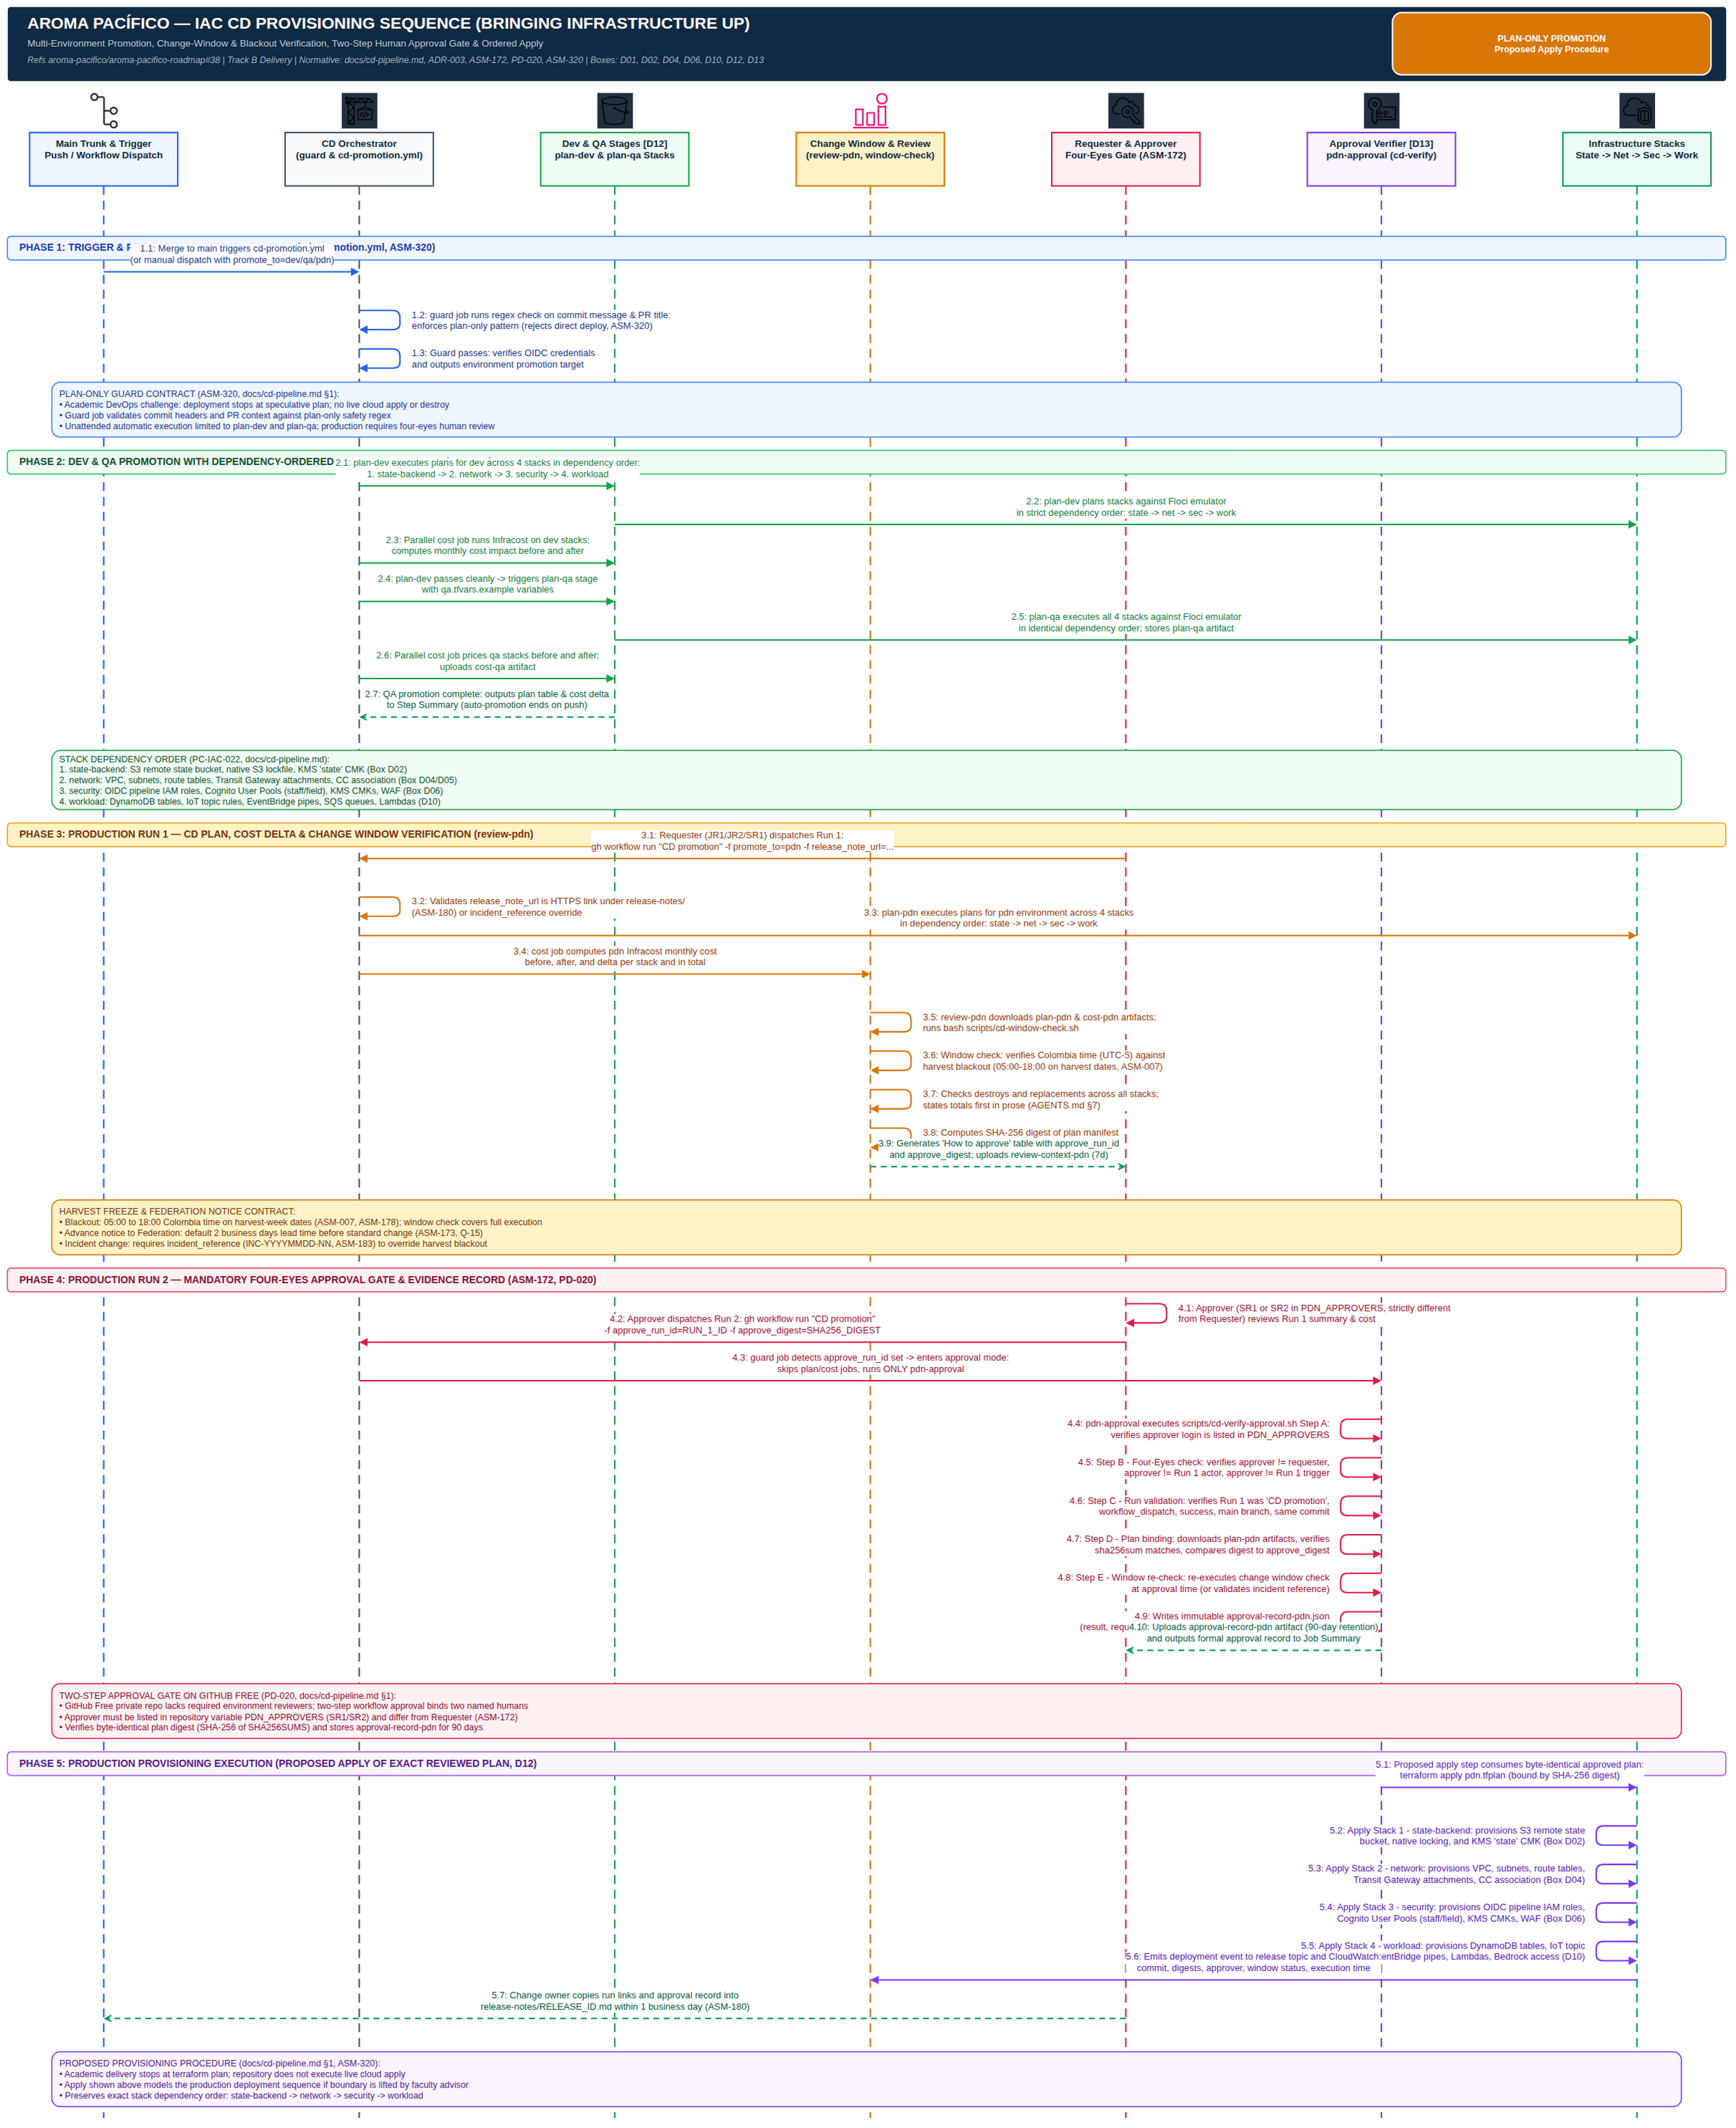 AROMA PACÍFICO — IAC CD PROVISIONING SEQUENCE (BRINGING INFRASTRUCTURE UP)
Multi-Environment Promotion, Change-Window & Blackout Verification, Two-Step Human Approval Gate & Ordered Apply
Refs aroma-pacifico/aroma-pacifico-roadmap#38 | Track B Delivery | Normative: docs/cd-pipeline.md, ADR-003, ASM-172, PD-020, ASM-320 | Boxes: D01, D02, D04, D06, D10, D12, D13
PLAN-ONLY PROMOTION
Proposed Apply Procedure
Main Trunk & Trigger
Push / Workflow Dispatch
CD Orchestrator
(guard & cd-promotion.yml)
Dev & QA Stages [D12]
plan-dev & plan-qa Stacks
Change Window & Review
(review-pdn, window-check)
Requester & Approver
Four-Eyes Gate (ASM-172)
Approval Verifier [D13]
pdn-approval (cd-verify)
Infrastructure Stacks
State -> Net -> Sec -> Work
PHASE 1: TRIGGER & motion.yml, ASM-320)
1.1: Merge to main triggers cd-promotion.yml
(or manual dispatch with promote_to=dev/qa/pdn)
1.2: guard job runs regex check on commit message & PR title:
enforces plan-only pattern (rejects direct deploy, ASM-320)
1.3: Guard passes: verifies OIDC credentials
and outputs environment promotion target
PLAN-ONLY GUARD CONTRACT (ASM-320, docs/cd-pipeline.md §1):
• Academic DevOps challenge: deployment stops at speculative plan; no live cloud apply or destroy
• Guard job validates commit headers and PR context against plan-only safety regex
• Unattended automatic execution limited to plan-dev and plan-qa; production requires four-eyes human review
PHASE 2: DEV & QA PROMOTION WITH DEPENDENCY-ORDERED
2.1: plan-dev executes plans for dev across 4 stacks in dependency order:
1. state-backend -> 2. network -> 3. security -> 4. workload
2.2: plan-dev plans stacks against Floci emulator
in strict dependency order: state -> net -> sec -> work
2.3: Parallel cost job runs Infracost on dev stacks;
computes monthly cost impact before and after
2.4: plan-dev passes cleanly -> triggers plan-qa stage
with qa.tfvars.example variables
2.5: plan-qa executes all 4 stacks against Floci emulator
in identical dependency order; stores plan-qa artifact
2.6: Parallel cost job prices qa stacks before and after;
uploads cost-qa artifact
2.7: QA promotion complete: outputs plan table & cost delta
to Step Summary (auto-promotion ends on push)
STACK DEPENDENCY ORDER (PC-IAC-022, docs/cd-pipeline.md):
1. state-backend: S3 remote state bucket, native S3 lockfile, KMS 'state' CMK (Box D02)
2. network: VPC, subnets, route tables, Transit Gateway attachments, CC association (Box D04/D05)
3. security: OIDC pipeline IAM roles, Cognito User Pools (staff/field), KMS CMKs, WAF (Box D06)
4. workload: DynamoDB tables, IoT topic rules, EventBridge pipes, SQS queues, Lambdas (D10)
PHASE 3: PRODUCTION RUN 1 — CD PLAN, COST DELTA & CHANGE WINDOW VERIFICATION (review-pdn)
3.1: Requester (JR1/JR2/SR1) dispatches Run 1:
gh workflow run "CD promotion" -f promote_to=pdn -f release_note_url=...
3.2: Validates release_note_url is HTTPS link under release-notes/
(ASM-180) or incident_reference override
3.3: plan-pdn executes plans for pdn environment across 4 stacks
in dependency order: state -> net -> sec -> work
3.4: cost job computes pdn Infracost monthly cost
before, after, and delta per stack and in total
3.5: review-pdn downloads plan-pdn & cost-pdn artifacts;
runs bash scripts/cd-window-check.sh
3.6: Window check: verifies Colombia time (UTC-5) against
harvest blackout (05:00-18:00 on harvest dates, ASM-007)
3.7: Checks destroys and replacements across all stacks;
states totals first in prose (AGENTS.md §7)
3.8: Computes SHA-256 digest of plan manifest
3.9: Generates 'How to approve' table with approve_run_id
and approve_digest; uploads review-context-pdn (7d)
HARVEST FREEZE & FEDERATION NOTICE CONTRACT:
• Blackout: 05:00 to 18:00 Colombia time on harvest-week dates (ASM-007, ASM-178); window check covers full execution
• Advance notice to Federation: default 2 business days lead time before standard change (ASM-173, Q-15)
• Incident change: requires incident_reference (INC-YYYYMMDD-NN, ASM-183) to override harvest blackout
PHASE 4: PRODUCTION RUN 2 — MANDATORY FOUR-EYES APPROVAL GATE & EVIDENCE RECORD (ASM-172, PD-020)
4.1: Approver (SR1 or SR2 in PDN_APPROVERS, strictly different
from Requester) reviews Run 1 summary & cost
4.2: Approver dispatches Run 2: gh workflow run "CD promotion"
-f approve_run_id=RUN_1_ID -f approve_digest=SHA256_DIGEST
4.3: guard job detects approve_run_id set -> enters approval mode:
skips plan/cost jobs, runs ONLY pdn-approval
4.4: pdn-approval executes scripts/cd-verify-approval.sh Step A:
verifies approver login is listed in PDN_APPROVERS
4.5: Step B - Four-Eyes check: verifies approver != requester,
approver != Run 1 actor, approver != Run 1 trigger
4.6: Step C - Run validation: verifies Run 1 was 'CD promotion',
workflow_dispatch, success, main branch, same commit
4.7: Step D - Plan binding: downloads plan-pdn artifacts, verifies
sha256sum matches, compares digest to approve_digest
4.8: Step E - Window re-check: re-executes change window check
at approval time (or validates incident reference)
4.9: Writes immutable approval-record-pdn.json
(result,
4.10: Uploads approval-record-pdn artifact (90-day retention)
and outputs formal approval record to Job Summary
TWO-STEP APPROVAL GATE ON GITHUB FREE (PD-020, docs/cd-pipeline.md §1):
• GitHub Free private repo lacks required environment reviewers; two-step workflow approval binds two named humans
• Approver must be listed in repository variable PDN_APPROVERS (SR1/SR2) and differ from Requester (ASM-172)
• Verifies byte-identical plan digest (SHA-256 of SHA256SUMS) and stores approval-record-pdn for 90 days
PHASE 5: PRODUCTION PROVISIONING EXECUTION (PROPOSED APPLY OF EXACT REVIEWED PLAN, D12)
5.1: Proposed apply step consumes byte-identical approved plan:
terraform apply pdn.tfplan (bound by SHA-256 digest)
5.2: Apply Stack 1 - state-backend: provisions S3 remote state
bucket, native locking, and KMS 'state' CMK (Box D02)
5.3: Apply Stack 2 - network: provisions VPC, subnets, route tables,
Transit Gateway attachments, CC association (Box D04)
5.4: Apply Stack 3 - security: provisions OIDC pipeline IAM roles,
Cognito User Pools (staff/field), KMS CMKs, WAF (Box D06)
5.5: Apply Stack 4 - workload: provisions DynamoDB tables, IoT topic
pipes, Lambdas, Bedrock access (D10)
5.6: Emits deployment event to release topic and CloudWatch:
commit, digests, approver, window status, execution time
5.7: Change owner copies run links and approval record into
release-notes/RELEASE_ID.md within 1 business day (ASM-180)
PROPOSED PROVISIONING PROCEDURE (docs/cd-pipeline.md §1, ASM-320):
• Academic delivery stops at terraform plan; repository does not execute live cloud apply
• Apply shown above models the production deployment sequence if boundary is lifted by faculty advisor
• Preserves exact stack dependency order: state-backend -> network -> security -> workload